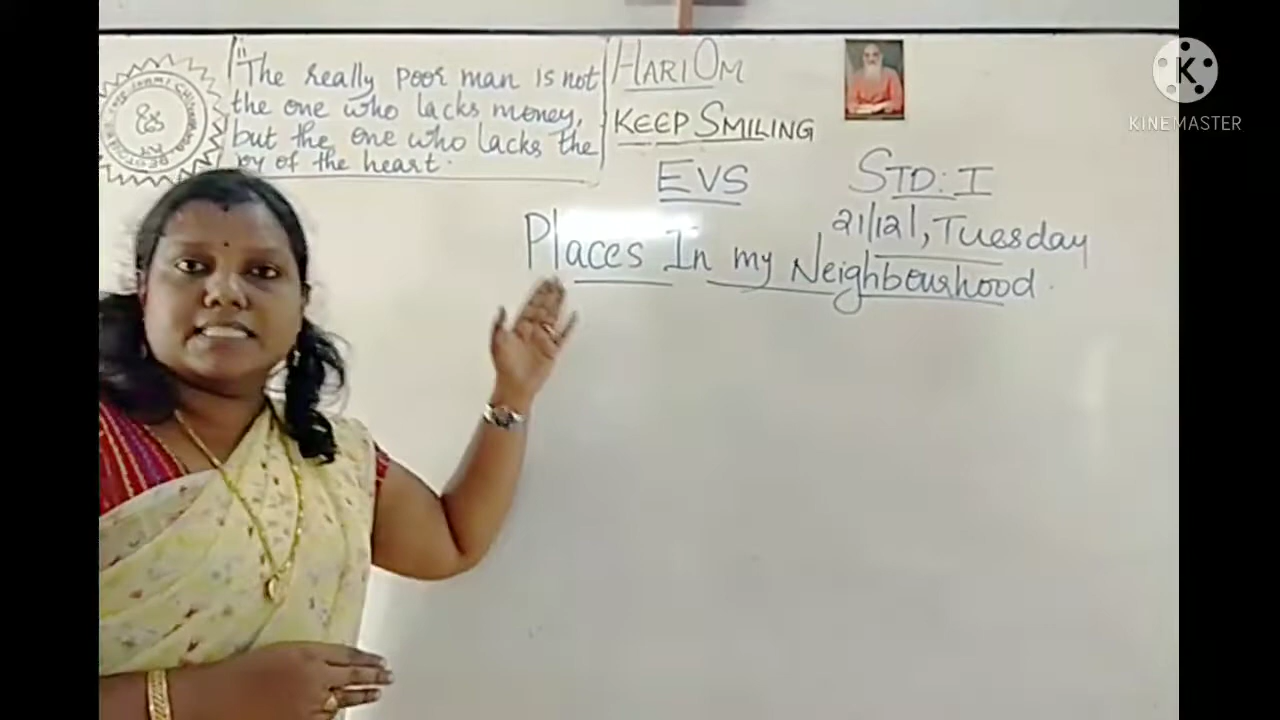 "The really poor man is not
the one who lacks money,
but the one who lacks the
joy of the heart.
HARI OM
KEEP SMILING
EVS
STD: I
21/12/, Tuesday
Places In my Neighbourhood.
K
KINEMASTER